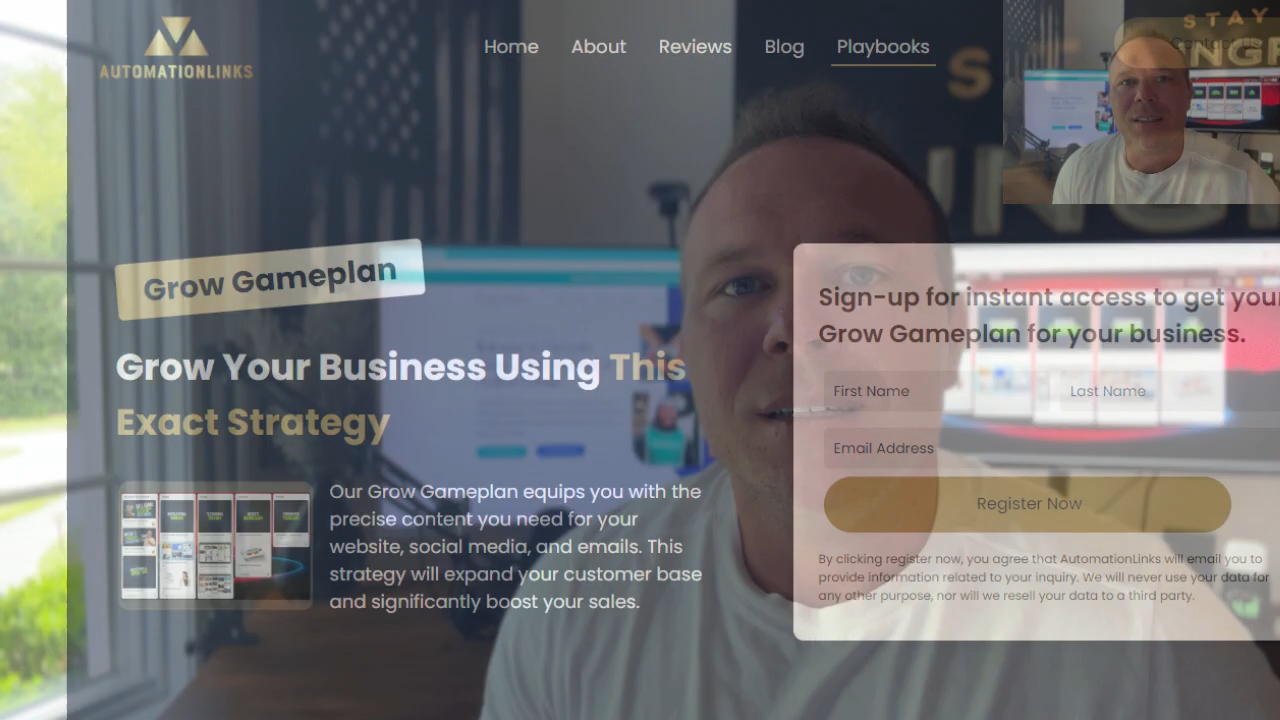 AUTOMATIONLINKS
Home About Reviews Blog Playbooks
STAY
Grow Gameplan
Grow Your Business Using This
Exact Strategy
Our Grow Gameplan equips you with the
precise content you need for your
website, social media, and emails. This
strategy will expand your customer base
and significantly boost your sales.
Sign-up for instant access to get your
Grow Gameplan for your business.
First Name Last Name
Email Address
Register Now
By clicking register now, you agree that AutomationLinks will email you to
provide information related to your inquiry. We will never use your data for
any other purpose, nor will we resell your data to a third party.